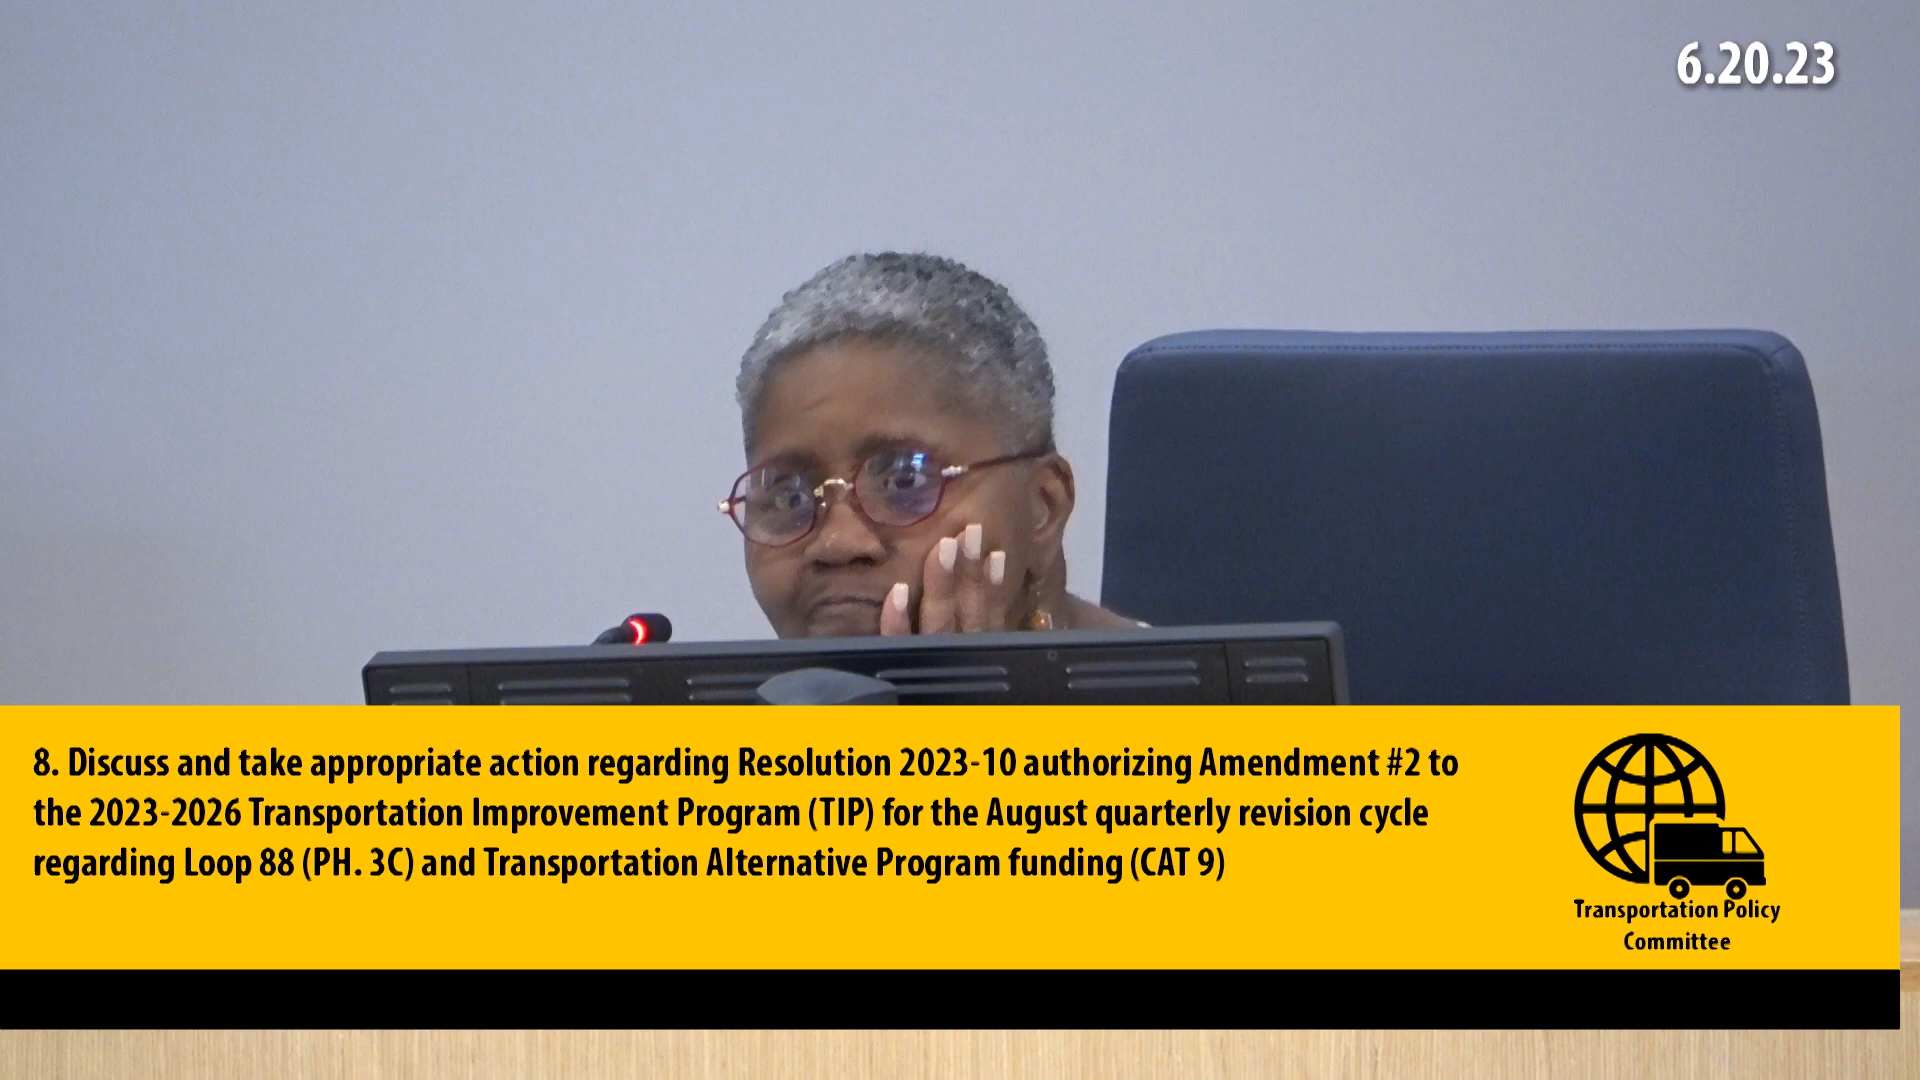 6.20.23
8. Discuss and take appropriate action regarding Resolution 2023-10 authorizing Amendment #2 to
the 2023-2026 Transportation Improvement Program (TIP) for the August quarterly revision cycle
regarding Loop 88 (PH. 3C) and Transportation Alternative Program funding (CAT 9)
Transportation Policy
Committee